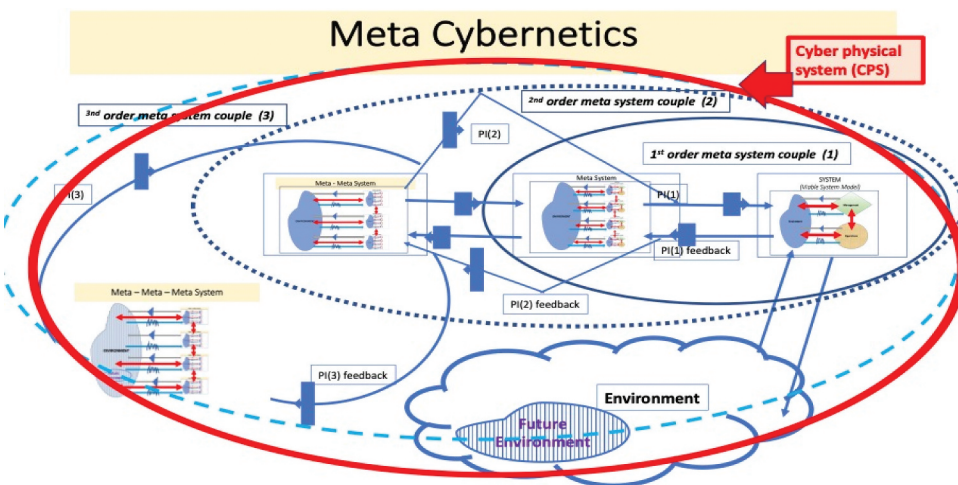 Meta Cybernetics
Cyber physical
system (CPS)
3rd order meta system couple (3)
2nd order meta system couple (2)
PI(2)
1st order meta system couple (1)
PI(3)
Meta - Meta System
Meta System
PI(1)
SYSTEM
(Viable System Model)
PI(1) feedback
PI(2) feedback
Meta – Meta – Meta System
ENVIRONMENT
PI(3) feedback
Environment
Future
Environment